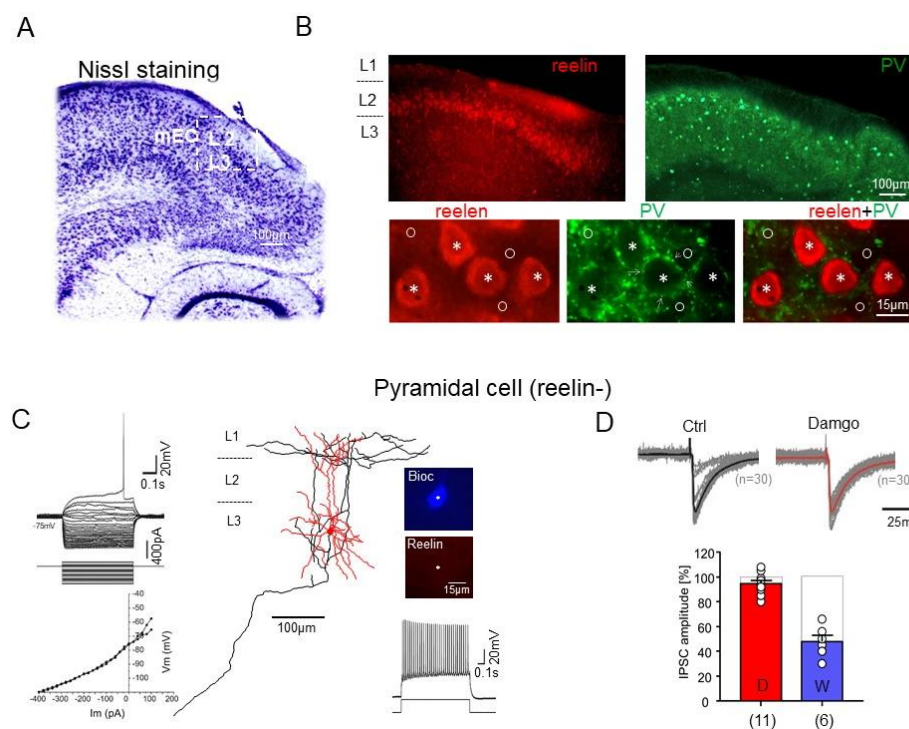 A
Nissl staining
mEC
L2
L3
100µm
B
L1
L2
L3
reelin
PV
100µm
reelen
PV
reelin+PV
* * * *
* * * *
* * * *
15µm
Pyramidal cell (reelin-)
C
20mV
0.1s
-75mV
400pA
-40
-50
-60
-70
-80
-90
Vm (mV)
-400 -300 -200 -100 0 100 200
Im (pA)
L1
L2
L3
100µm
Bioc
Reelin
15µm
20mV
0.1s
D
Ctrl
Damgo
(n=30)
(n=30
25m
IPSC amplitude [%]
120
100
80
60
40
20
0
D
W
(11)
(6)